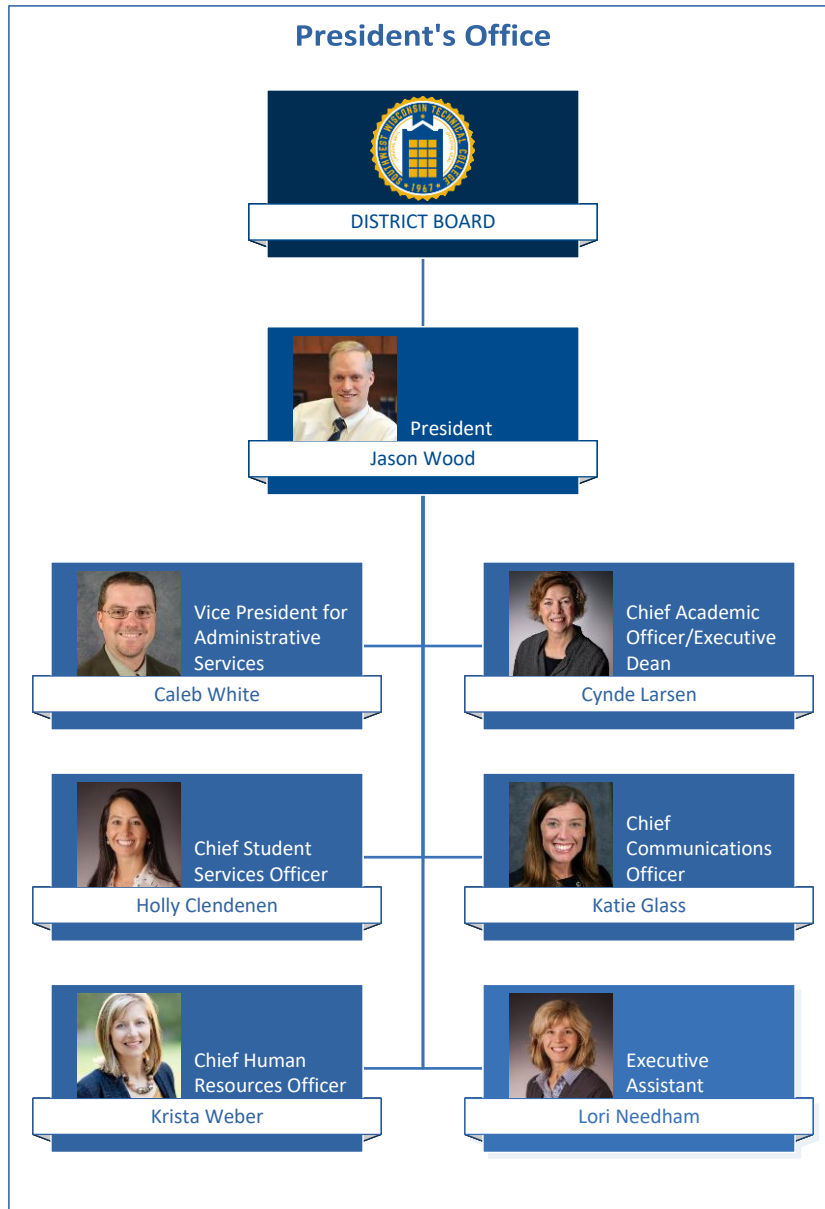 President's Office
SOUTHWEST WISCONSIN TECHNICAL COLLEGE
• 1967 •
DISTRICT BOARD
President
Jason Wood
Vice President for
Administrative
Services
Caleb White
Chief Academic
Officer/Executive
Dean
Cynde Larsen
Chief Student
Services Officer
Holly Clendenen
Chief
Communications
Officer
Katie Glass
Chief Human
Resources Officer
Krista Weber
Executive
Assistant
Lori Needham